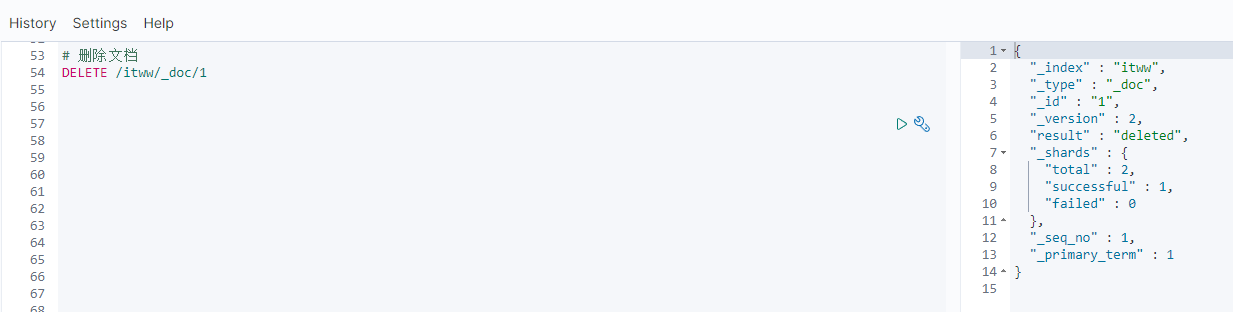 History Settings Help
53 # 删除文档
54 DELETE /itww/_doc/1
55
56
57
58
59
60
61
62
63
64
65
66
67
68
1 {
2 "_index" : "itww",
3 "_type" : "_doc",
4 "_id" : "1",
5 "_version" : 2,
6 "result" : "deleted",
7 "_shards" : {
8 "total" : 2,
9 "successful" : 1,
10 "failed" : 0
11 },
12 "_seq_no" : 1,
13 "_primary_term" : 1
14 }
15